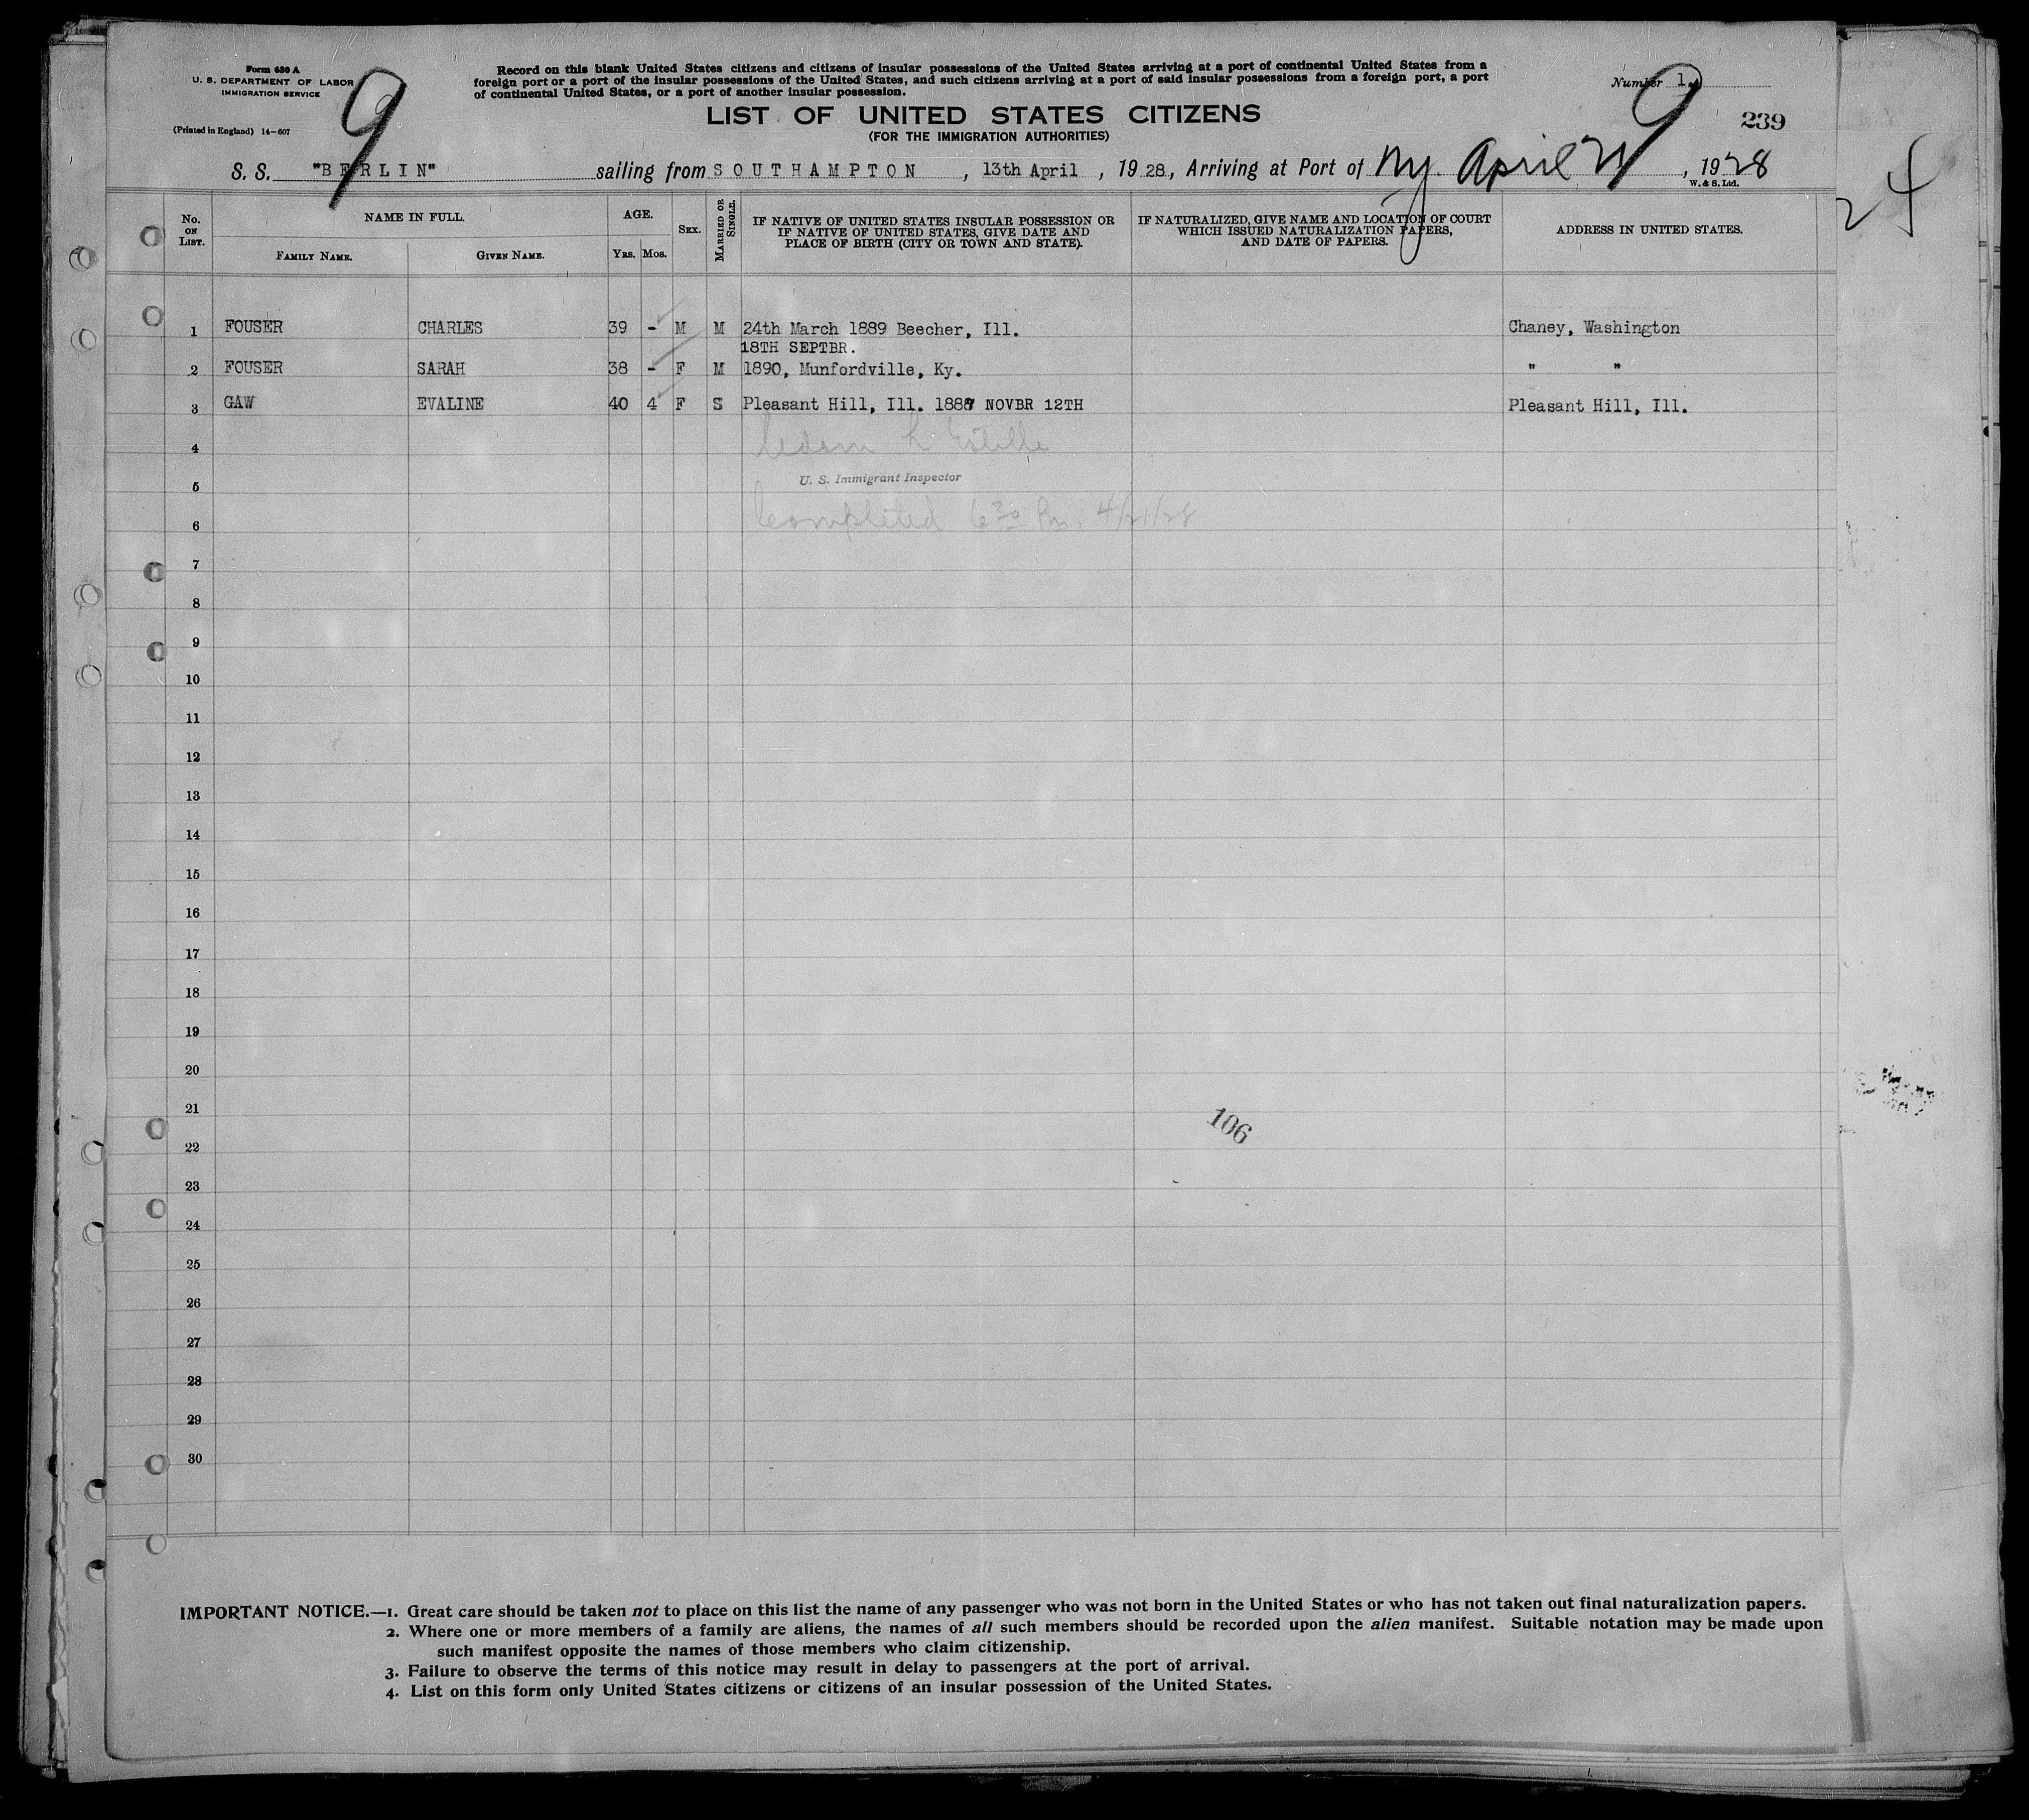 Form 630 A
U. S. DEPARTMENT OF LABOR
IMMIGRATION SERVICE
(Printed in England) 14-607
9
Record on this blank United States citizens and citizens of insular possessions of the United States arriving at a port of continental United States from a
foreign port or a port of the insular possessions of the United States, and such citizens arriving at a port of said insular possessions from a foreign port, a port
of continental United States, or a port of another insular possession.
Number 1
9
239
LIST OF UNITED STATES CITIZENS
(FOR THE IMMIGRATION AUTHORITIES)
S. S. "BERLIN" sailing from SOUTHAMPTON, 13th April, 1928, Arriving at Port of NY April 21, 1928
W. & S. Ltd.
24
No. ON LIST.
NAME IN FULL.
FAMILY NAME.
GIVEN NAME.
AGE.
YRS. MOS.
SEX.
MARRIED OR SINGLE.
IF NATIVE OF UNITED STATES INSULAR POSSESSION OR
IF NATIVE OF UNITED STATES, GIVE DATE AND
PLACE OF BIRTH (CITY OR TOWN AND STATE).
IF NATURALIZED, GIVE NAME AND LOCATION OF COURT
WHICH ISSUED NATURALIZATION PAPERS,
AND DATE OF PAPERS.
ADDRESS IN UNITED STATES.
1 FOUSER CHARLES 39 - M M 24th March 1889 Beecher, Ill. Chaney, Washington
18TH SEPTBR.
2 FOUSER SARAH 38 - F M 1890, Munfordville, Ky. " "
3 GAW EVALINE 40 4 F S Pleasant Hill, Ill. 1887 NOVBR 12TH Pleasant Hill, Ill.
4
U. S. Immigrant Inspector
5
6 Completed 6 30 Pm 4/21/28
7
8
9
10
11
12
13
14
15
16
17
18
19
20
21
106
22
23
24
25
26
27
28
29
30
IMPORTANT NOTICE.—1. Great care should be taken not to place on this list the name of any passenger who was not born in the United States or who has not taken out final naturalization papers.
2. Where one or more members of a family are aliens, the names of all such members should be recorded upon the alien manifest. Suitable notation may be made upon
such manifest opposite the names of those members who claim citizenship.
3. Failure to observe the terms of this notice may result in delay to passengers at the port of arrival.
4. List on this form only United States citizens or citizens of an insular possession of the United States.